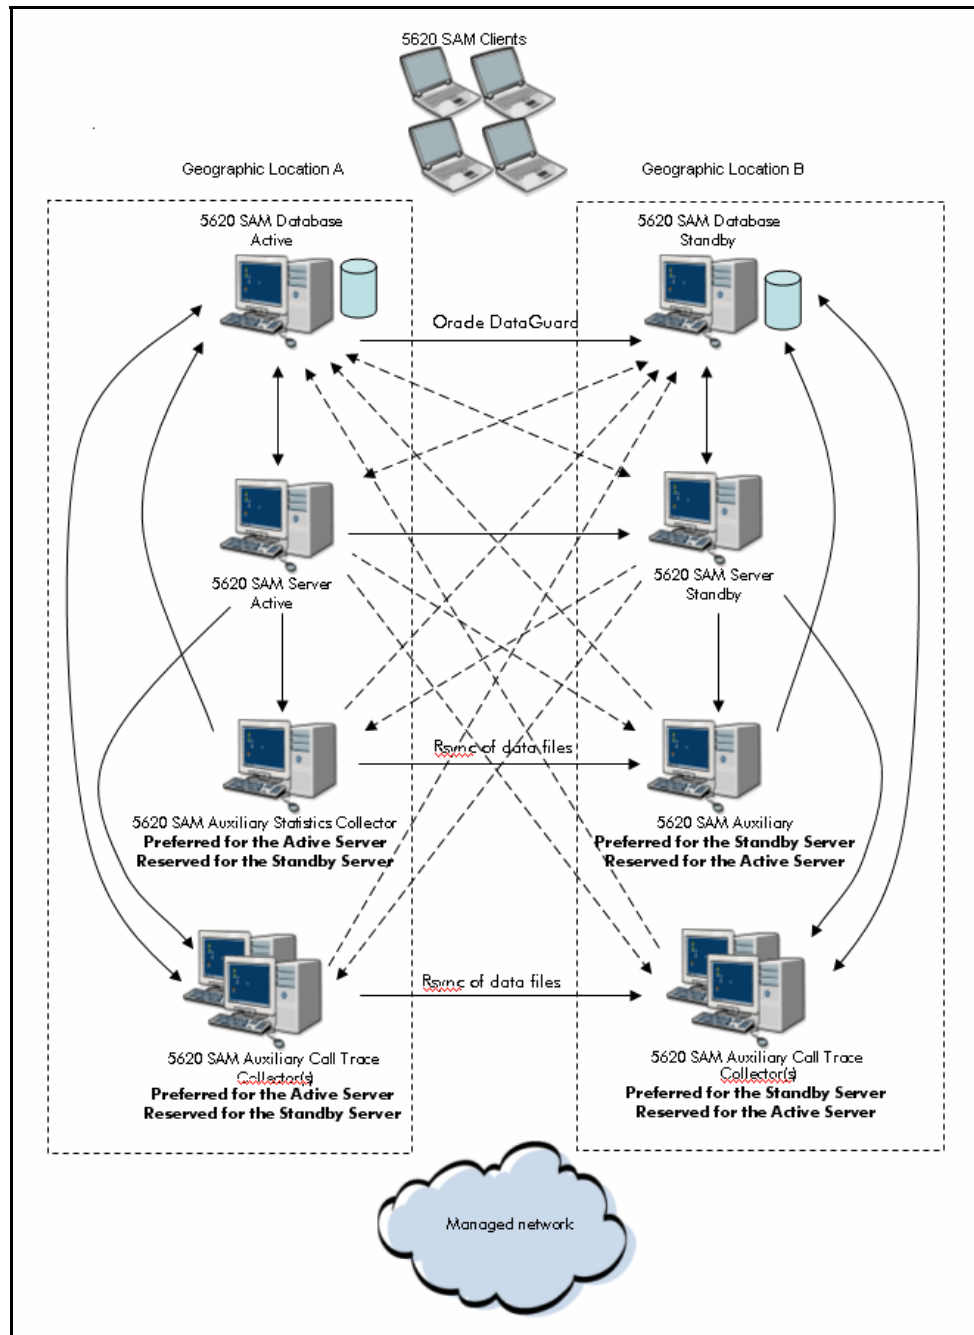 5620 SAM Clients
Geographic Location A
Geographic Location B
5620 SAM Database
Active
5620 SAM Database
Standby
Oracle DataGuard
5620 SAM Server
Active
5620 SAM Server
Standby
Rsync of data files
5620 SAM Auxiliary Statistics Collector
Preferred for the Active Server
Reserved for the Standby Server
5620 SAM Auxiliary
Preferred for the Standby Server
Reserved for the Active Server
Rsync of data files
5620 SAM Auxiliary Call Trace
Collector(s)
Preferred for the Active Server
Reserved for the Standby Server
5620 SAM Auxiliary Call Trace
Collector(s)
Preferred for the Standby Server
Reserved for the Active Server
Managed network